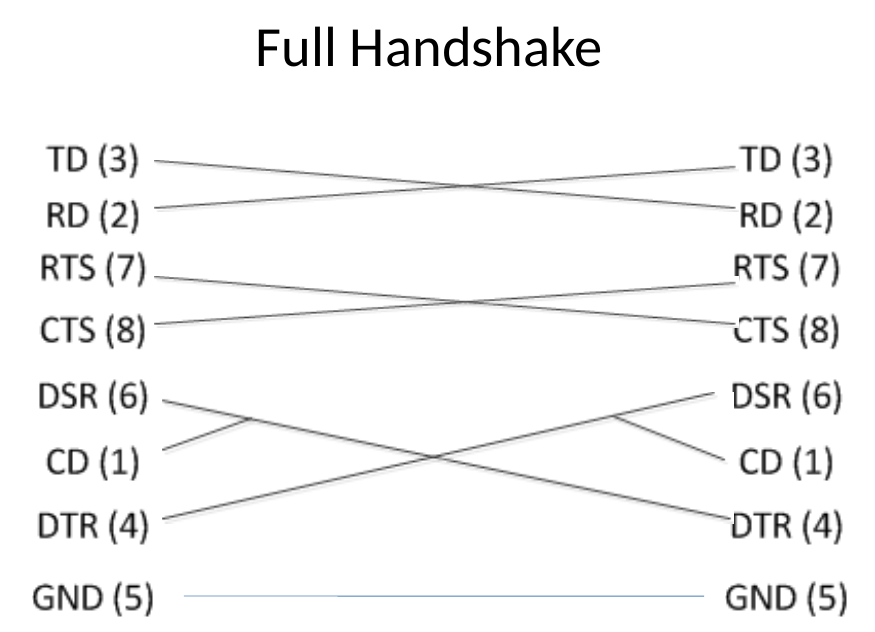 Full Handshake
TD (3) TD (3)
RD (2) RD (2)
RTS (7) RTS (7)
CTS (8) CTS (8)
DSR (6) DSR (6)
CD (1) CD (1)
DTR (4) DTR (4)
GND (5) GND (5)